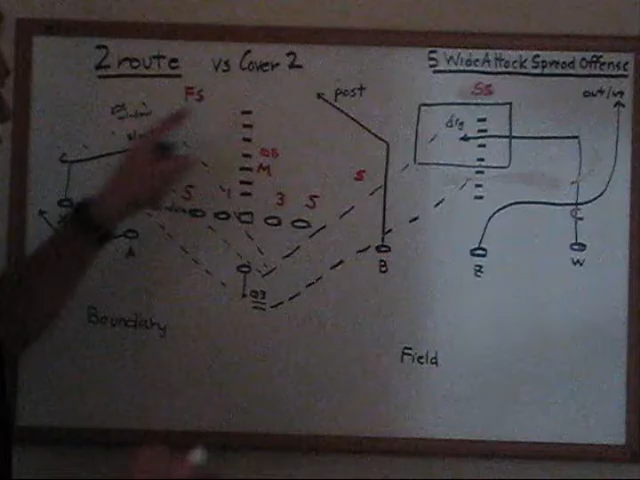 2 route vs Cover 2
5 Wide Attack Spread Offense
FS
SS
post
out/up
dig
M
S
S
1
3
S
A
QB
B
Z
W
Boundary
Field